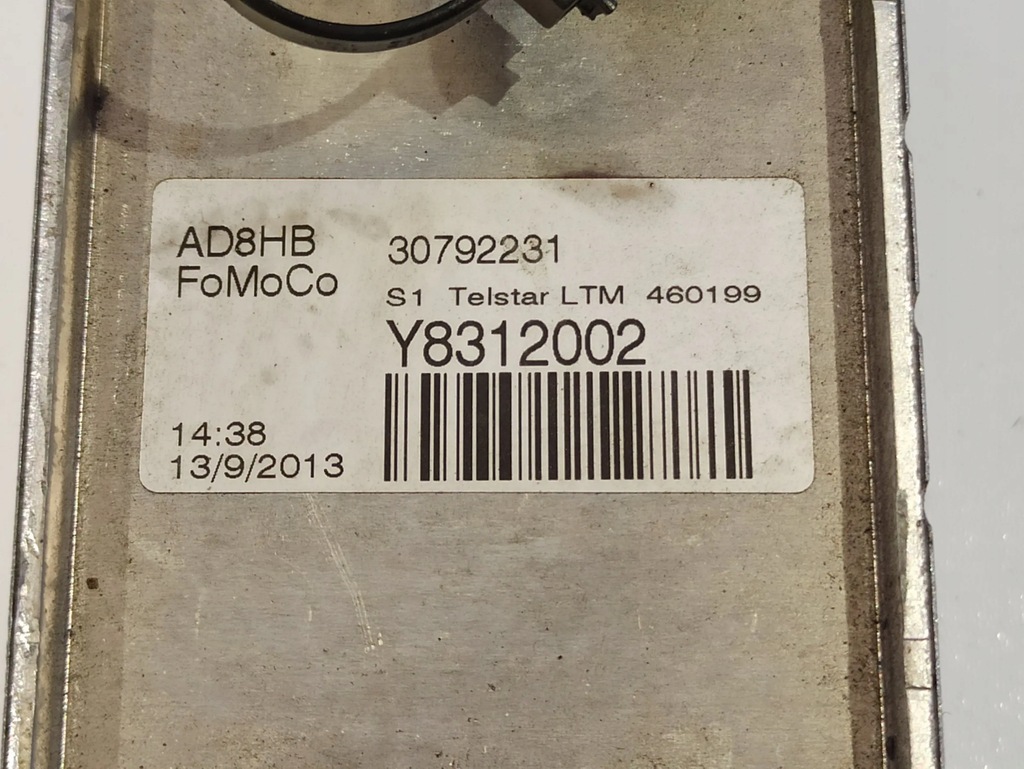 AD8HB
FoMoCo
30792231
S1 Telstar LTM 460199
Y8312002
14:38
13/9/2013